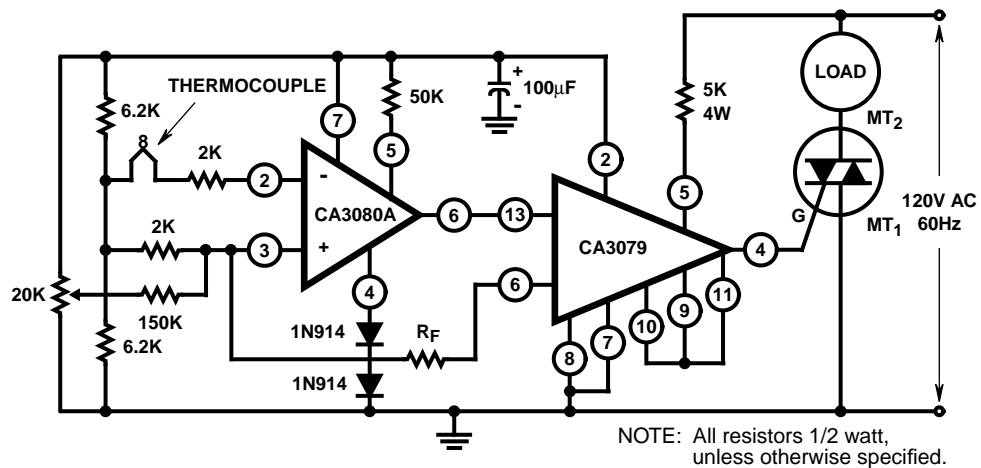 THERMOCOUPLE
6.2K
8
2K
2
-
7
50K
5
+
100μF
-
CA3080A
6
13
2
5K
4W
5
LOAD
MT2
120V AC
60Hz
G
MT1
2K
3
+
4
CA3079
4
6
20K
150K
6.2K
1N914
RF
1N914
8
7
10
9
11
NOTE: All resistors 1/2 watt,
unless otherwise specified.